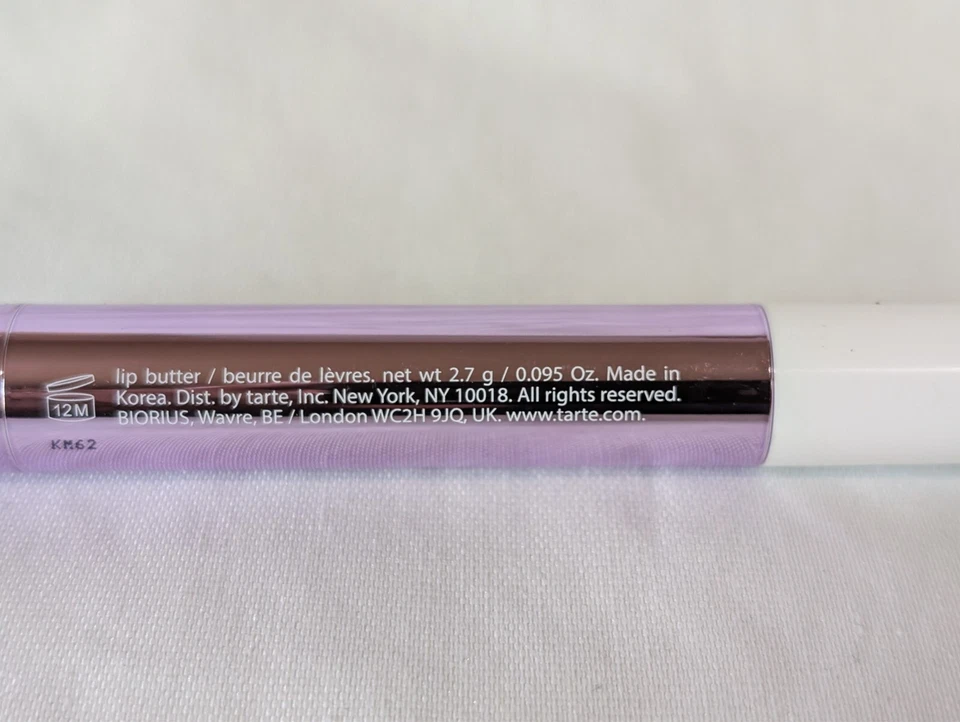 lip butter / beurre de lèvres. net wt 2.7 g / 0.095 Oz. Made in
Korea. Dist. by tarte, Inc. New York, NY 10018. All rights reserved.
BIORIUS, Wavre, BE / London WC2H 9JQ, UK. www.tarte.com.
12M
KM62